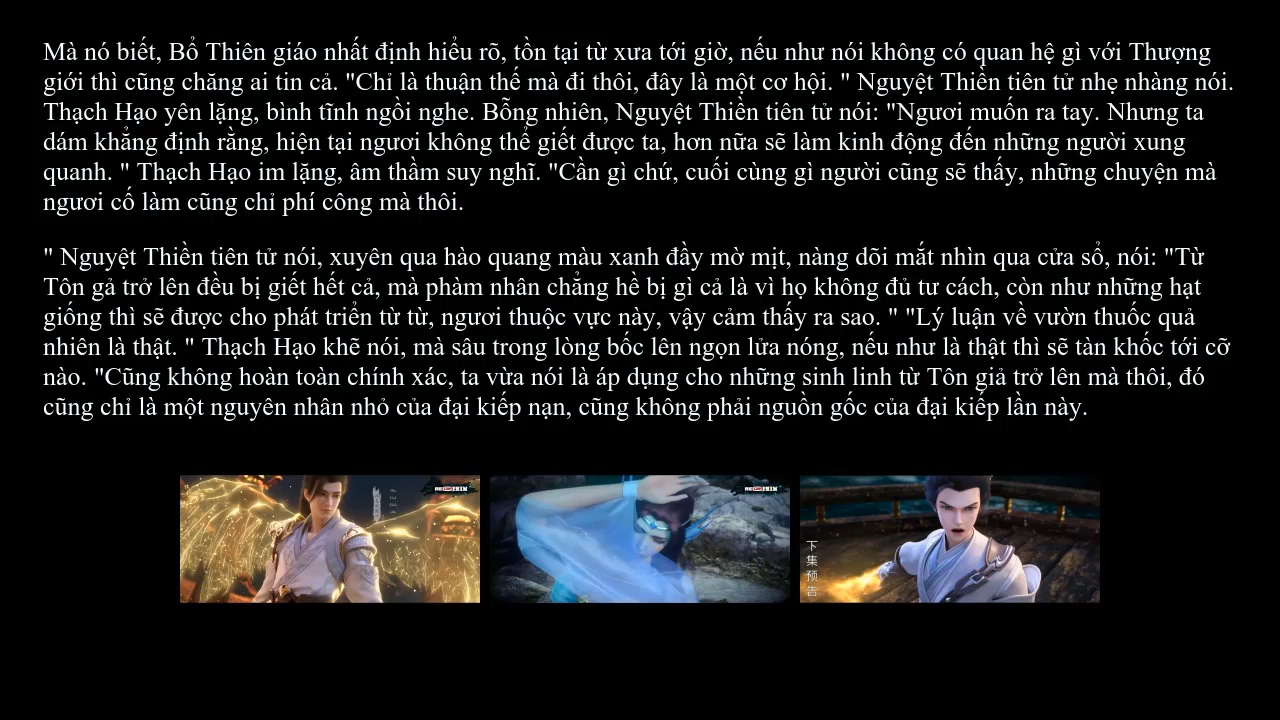 Mà nó biết, Bổ Thiên giáo nhất định hiểu rõ, tồn tại từ xưa tới giờ, nếu như nói không có quan hệ gì với Thượng
giới thì cũng chăng ai tin cả. "Chỉ là thuận thế mà đi thôi, đây là một cơ hội. " Nguyệt Thiền tiên tử nhẹ nhàng nói.
Thạch Hạo yên lặng, bình tĩnh ngồi nghe. Bỗng nhiên, Nguyệt Thiền tiên tử nói: "Ngươi muốn ra tay. Nhưng ta
dám khẳng định rằng, hiện tại ngươi không thể giết được ta, hơn nữa sẽ làm kinh động đến những người xung
quanh. " Thạch Hạo im lặng, âm thầm suy nghĩ. "Cần gì chứ, cuối cùng gì người cũng sẽ thấy, những chuyện mà
ngươi cố làm cũng chỉ phí công mà thôi.
" Nguyệt Thiền tiên tử nói, xuyên qua hào quang màu xanh đầy mờ mịt, nàng dõi mắt nhìn qua cửa sổ, nói: "Từ
Tôn gả trở lên đều bị giết hết cả, mà phàm nhân chẳng hề bị gì cả là vì họ không đủ tư cách, còn như những hạt
giống thì sẽ được cho phát triển từ từ, ngươi thuộc vực này, vậy cảm thấy ra sao. " "Lý luận về vườn thuốc quả
nhiên là thật. " Thạch Hạo khẽ nói, mà sâu trong lòng bốc lên ngọn lửa nóng, nếu như là thật thì sẽ tàn khốc tới cỡ
nào. "Cũng không hoàn toàn chính xác, ta vừa nói là áp dụng cho những sinh linh từ Tôn giả trở lên mà thôi, đó
cũng chỉ là một nguyên nhân nhỏ của đại kiếp nạn, cũng không phải nguồn gốc của đại kiếp lần này.
下集预告